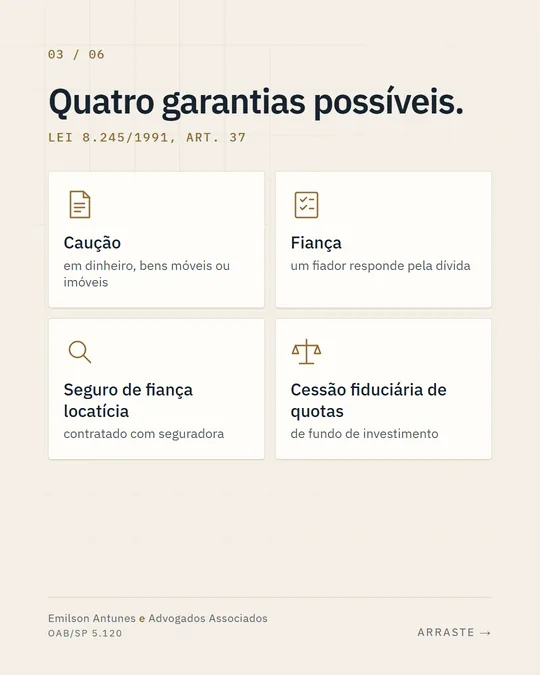 03 / 06
Quatro garantias possíveis.
LEI 8.245/1991, ART. 37
Caução
em dinheiro, bens móveis ou
imóveis
Fiança
um fiador responde pela dívida
Seguro de fiança
locatícia
contratado com seguradora
Cessão fiduciária de
quotas
de fundo de investimento
Emilson Antunes e Advogados Associados
OAB/SP 5.120
ARRASTE →